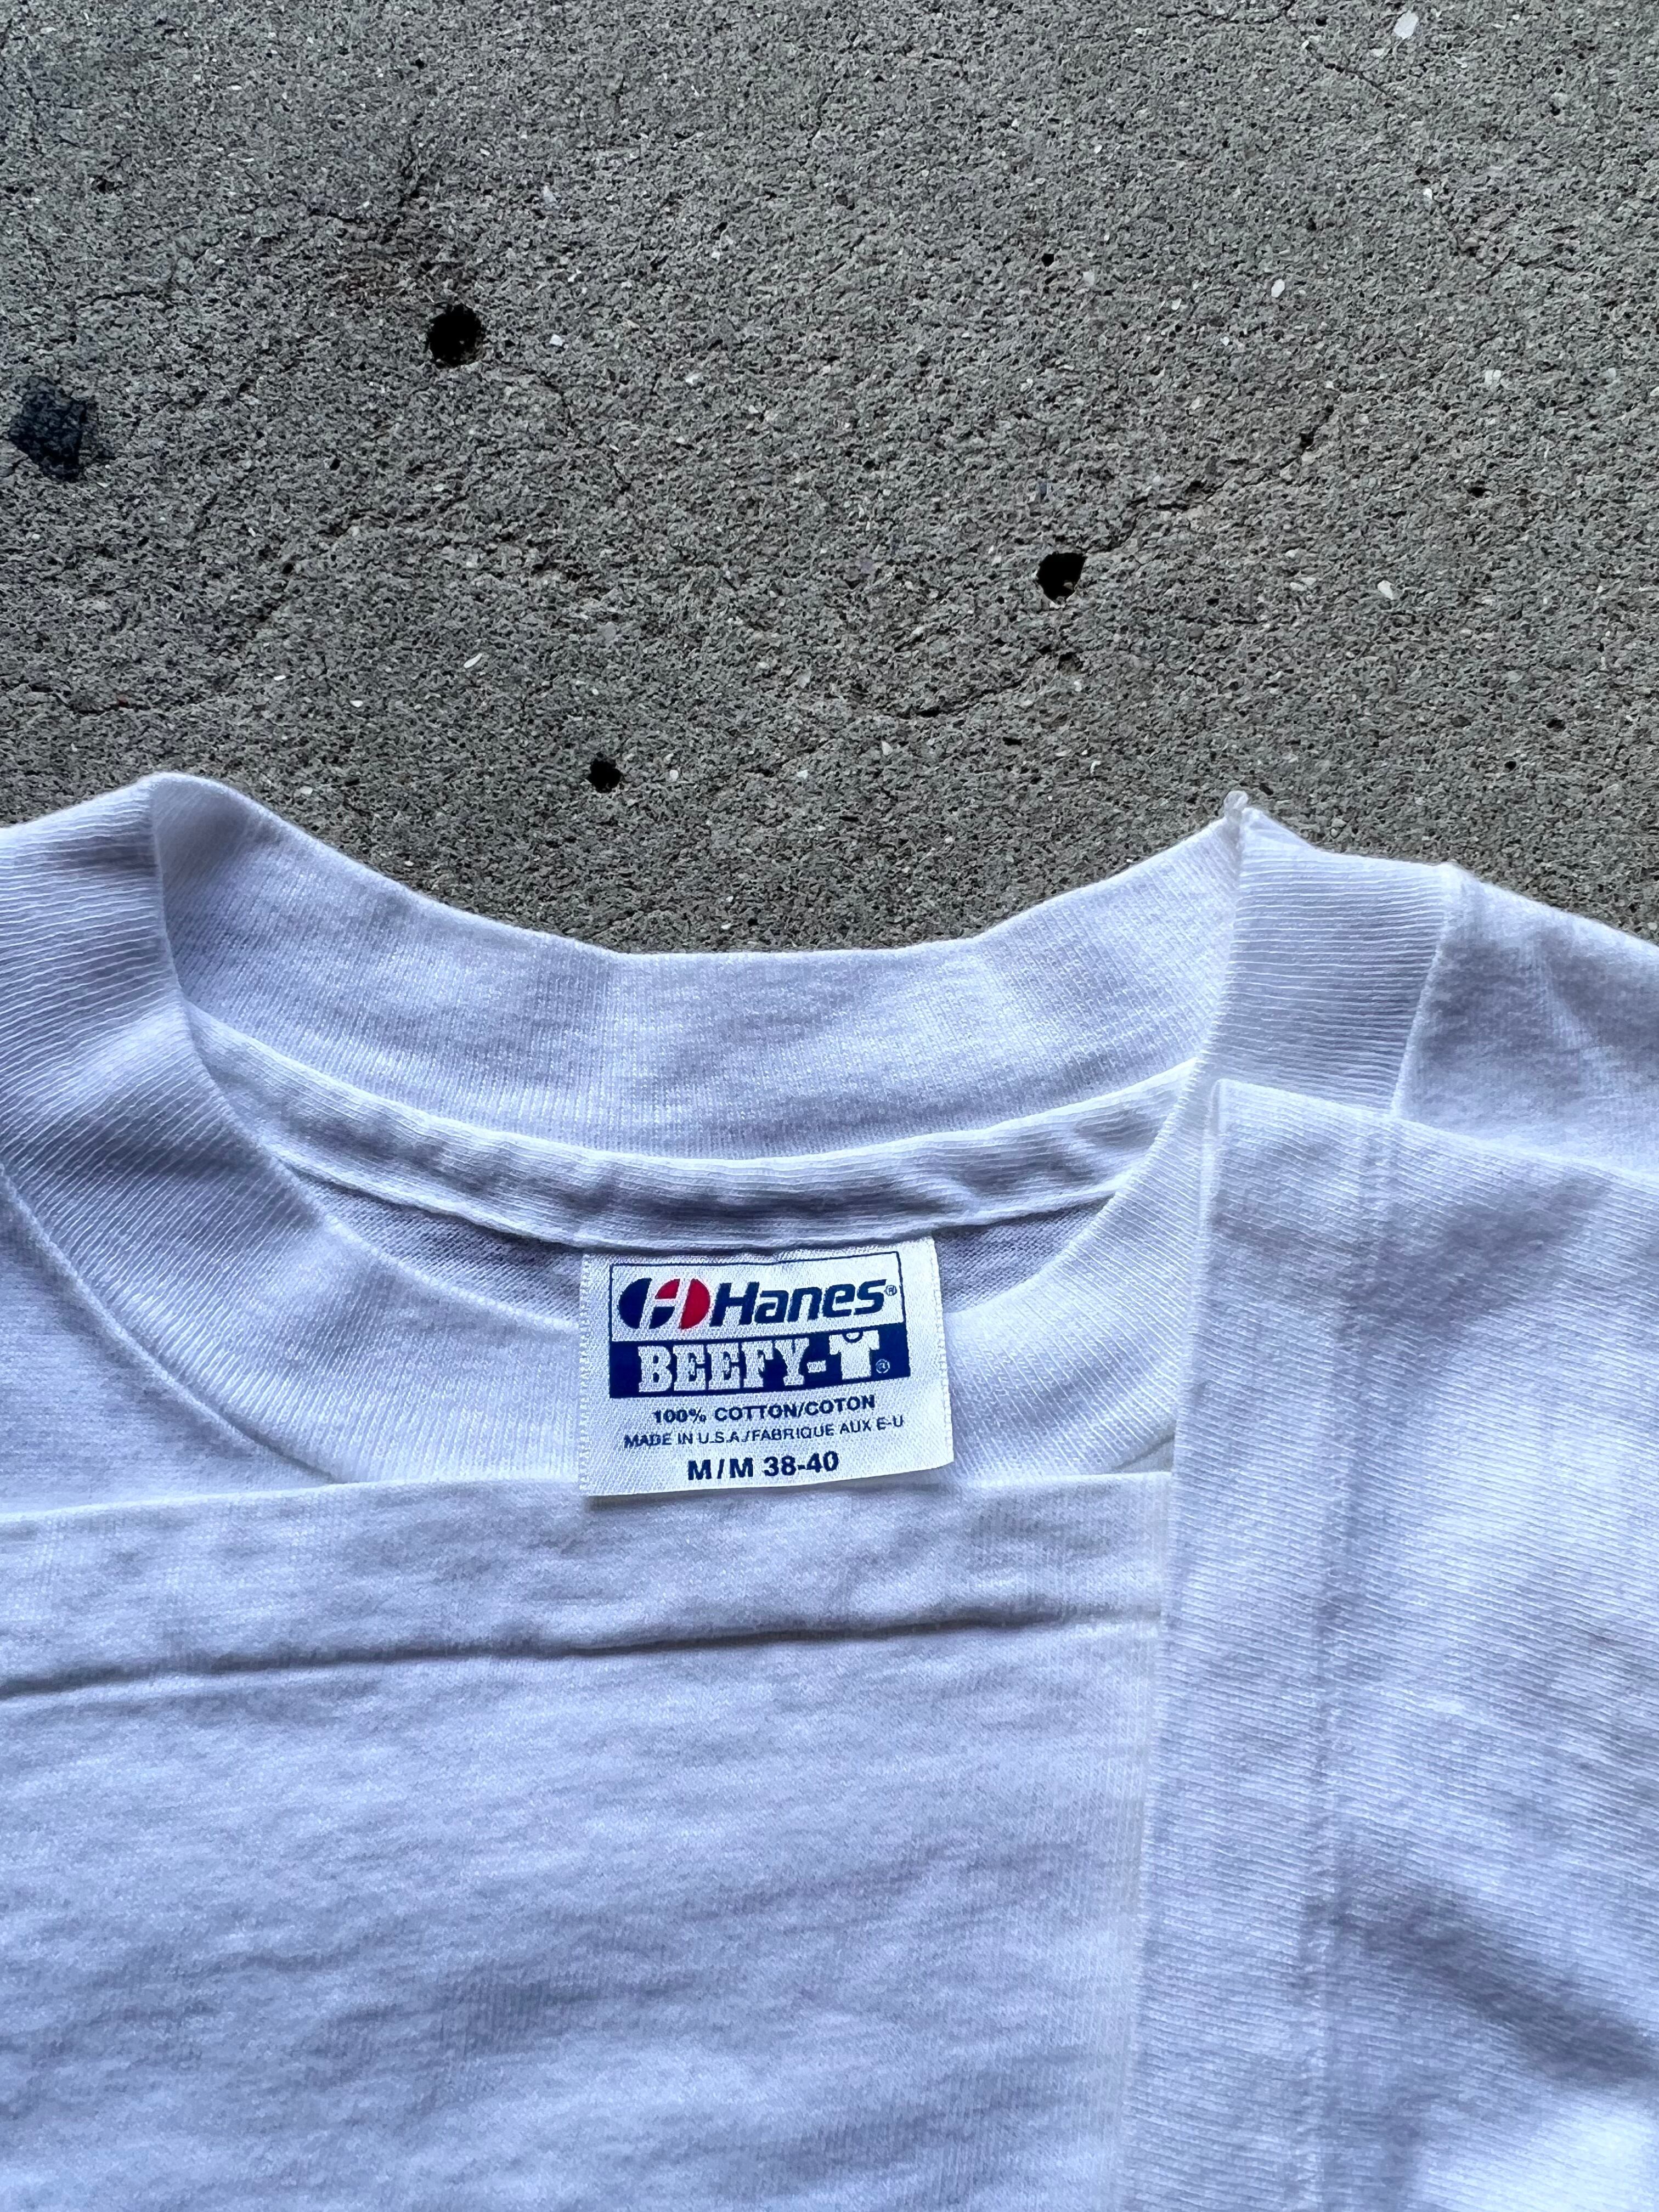 Hanes®
BEEFY-T®
100% COTTON/COTON
MADE IN U.S.A./FABRIQUE AUX E-U
M/M 38-40